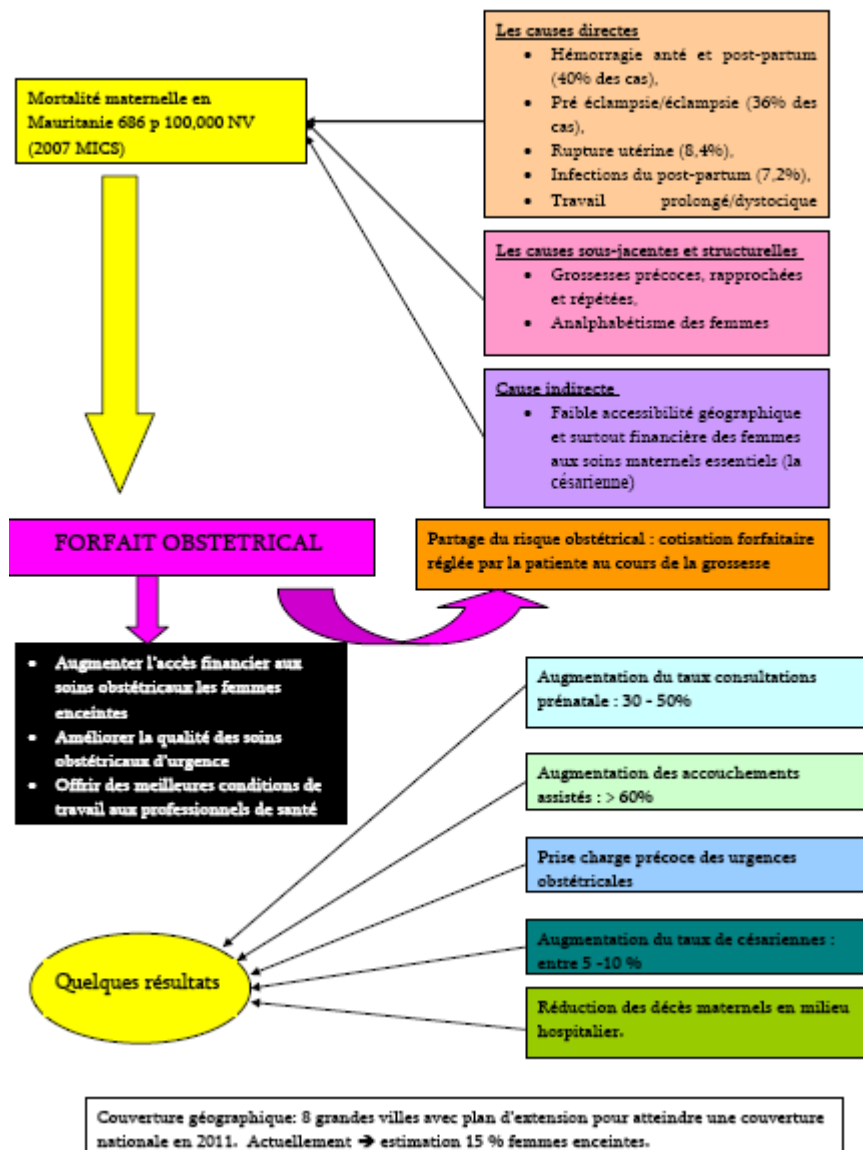 Mortalité maternelle en
Mauritanie 686 p 100,000 NV
(2007 MICS)
Les causes directes
• Hémorragie anté et post-partum
(40% des cas),
• Pré éclampsie/éclampsie (36% des
cas),
• Rupture utérine (8,4%),
• Infections du post-partum (7,2%),
• Travail prolongé/dystocique
Les causes sous-jacentes et structurelles
• Grossesses précoces, rapprochées
et répétées,
• Analphabétisme des femmes
Cause indirecte
• Faible accessibilité géographique
et surtout financière des femmes
aux soins maternels essentiels (la
césarienne)
FORFAIT OBSTETRICAL
Partage du risque obstétrical : cotisation forfaitaire
réglée par la patiente au cours de la grossesse
• Augmenter l'accès financier aux
soins obstétricaux les femmes
enceintes
• Améliorer la qualité des soins
obstétricaux d'urgence
• Offrir des meilleures conditions de
travail aux professionnels de santé
Augmentation du taux consultations
prénatale : 30 - 50%
Augmentation des accouchements
assistés : > 60%
Prise charge précoce des urgences
obstétricales
Augmentation du taux de césariennes :
entre 5 -10 %
Réduction des décès maternels en milieu
hospitalier.
Quelques résultats
Couverture géographique: 8 grandes villes avec plan d'extension pour atteindre une couverture
nationale en 2011. Actuellement ➔ estimation 15 % femmes enceintes.